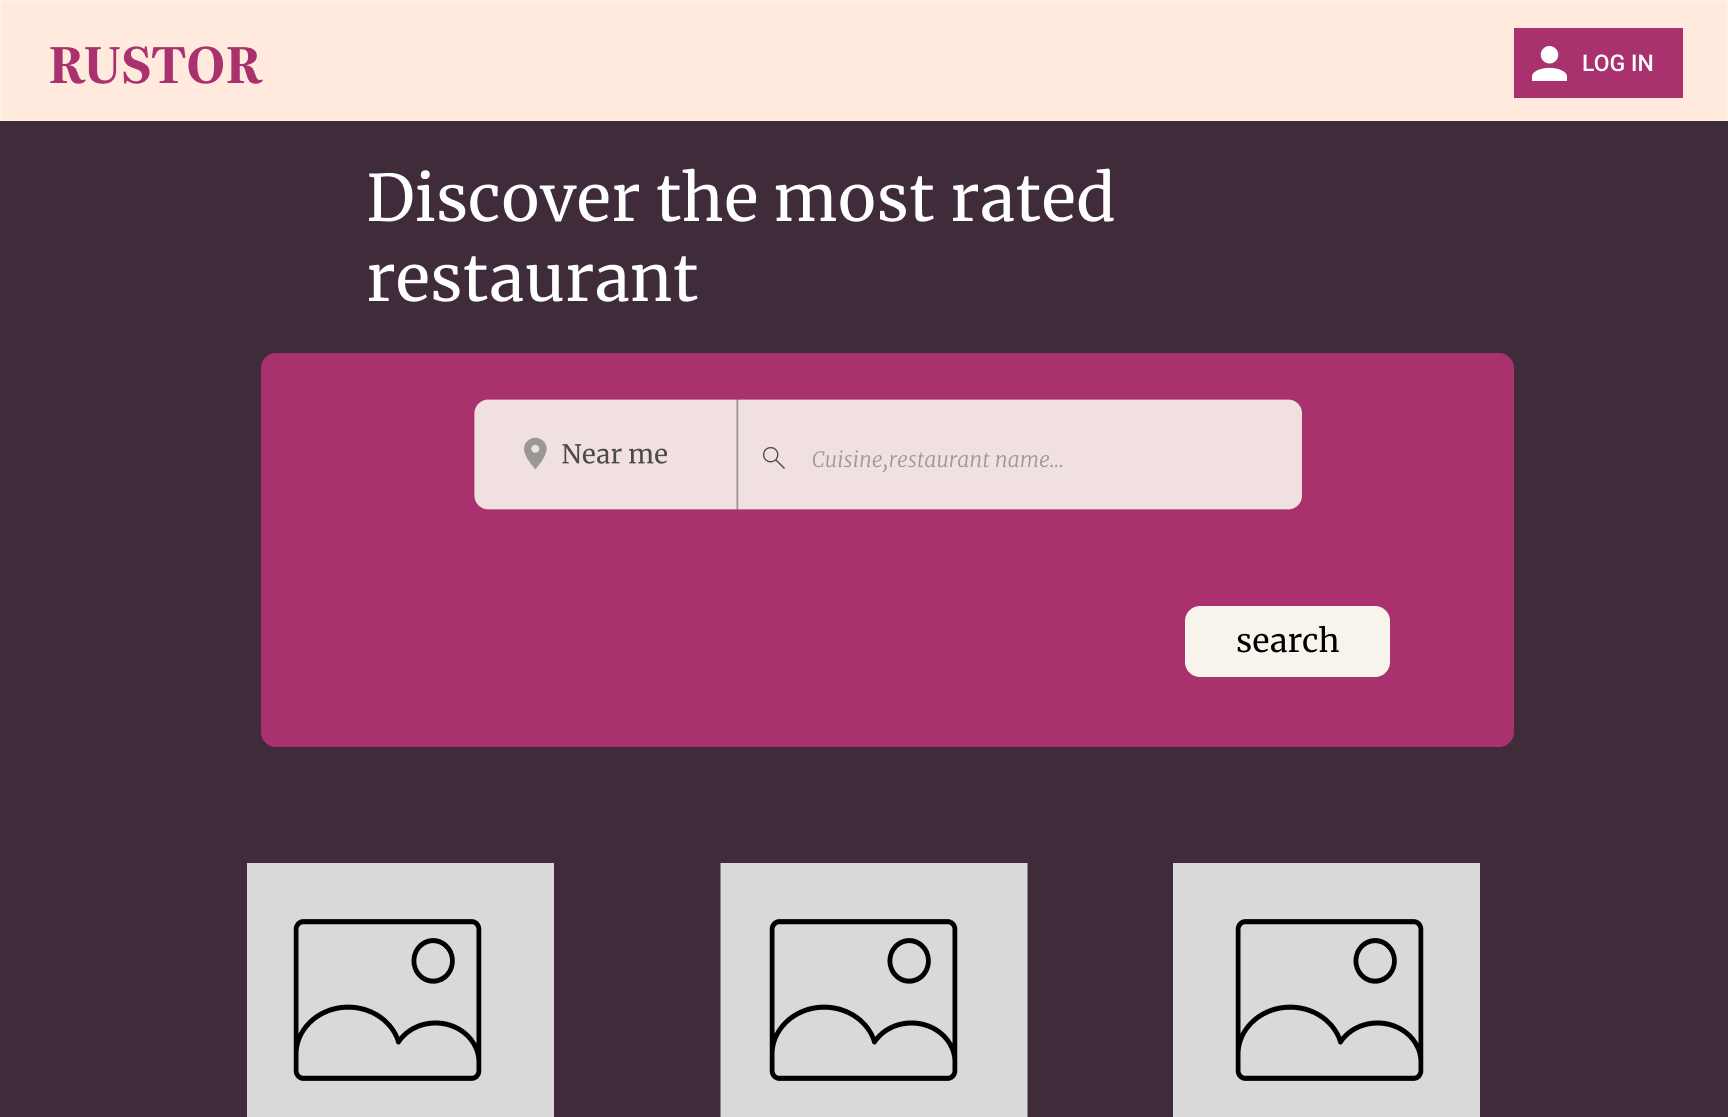 RUSTOR
LOG IN
Discover the most rated
restaurant
Near me
Cuisine,restaurant name...
search